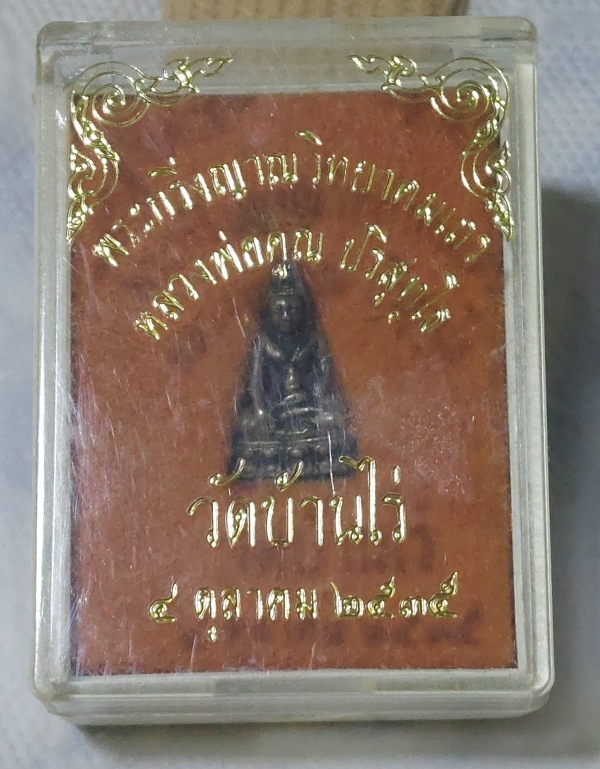 พระกริ่งญาณวิทยาคมเถร
หลวงพ่อคูณ ปริสุทฺโธ
วัดบ้านไร่
๔ ตุลาคม ๒๕๓๕